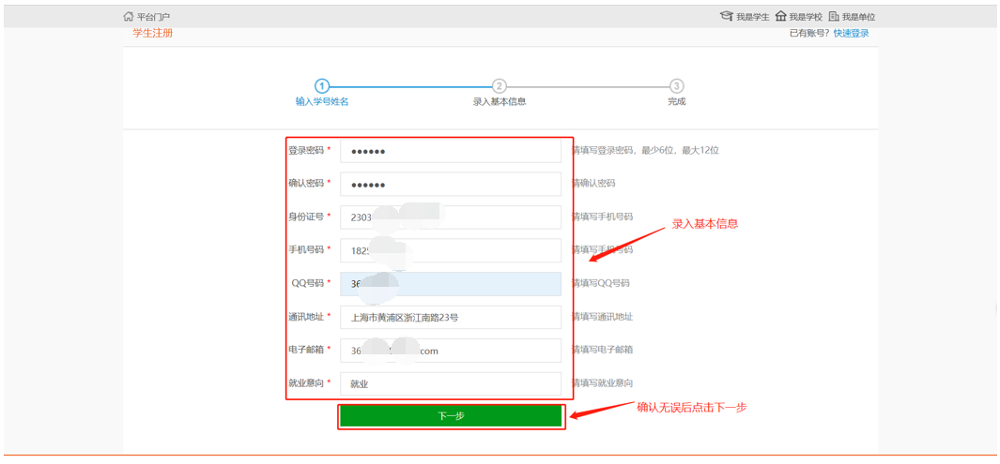 平台门户 我是学生 我是学校 我是单位
学生注册 已有账号？ 快速登录
1 2 3
输入学号姓名 录入基本信息 完成
登录密码 * ●●●●●● 请填写登录密码，最少6位，最大12位
确认密码 * ●●●●●● 请确认密码
身份证号 * 2303 请填写手机号码
录入基本信息
手机号码 * 182 请填写手机号码
QQ号码 * 36 请填写QQ号码
通讯地址 * 上海市黄浦区浙江南路23号 请填写通讯地址
电子邮箱 * 36 com 请填写电子邮箱
就业意向 * 就业 请填写就业意向
确认无误后点击下一步
下一步